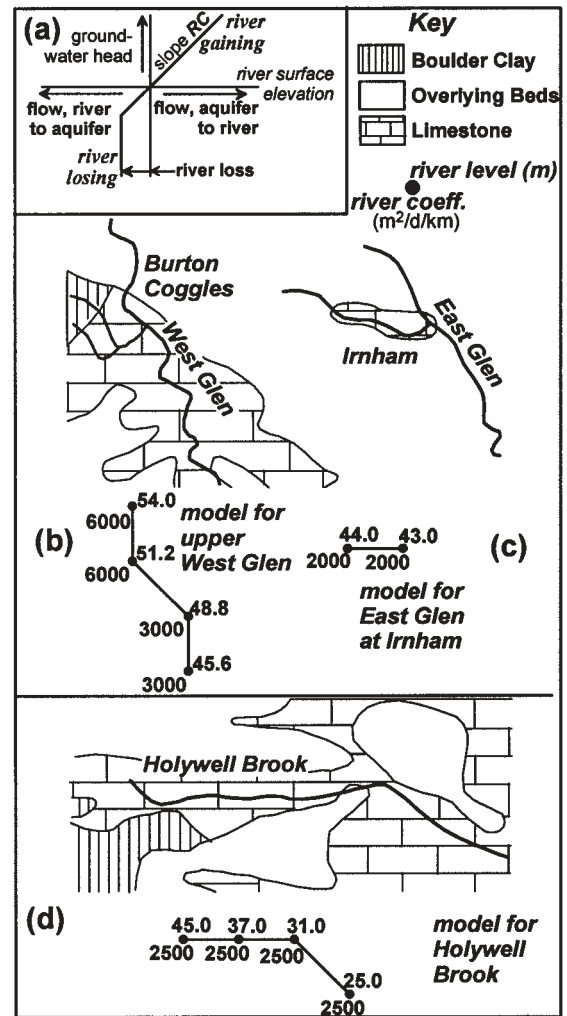 (a)
ground-
water head
slope RC
river
gaining
river surface
elevation
flow, river
to aquifer
flow, aquifer
to river
river
losing
river loss
Key
Boulder Clay
Overlying Beds
Limestone
river level (m)
river coeff.
(m²/d/km)
Burton
Coggles
West Glen
East Glen
Irnham
(b)
54.0
6000
51.2
6000
48.8
3000
45.6
3000
model for
upper
West Glen
44.0 43.0
2000 2000
(c)
model for
East Glen
at Irnham
Holywell Brook
(d)
45.0 37.0 31.0
2500 2500 2500
25.0
2500
model for
Holywell
Brook